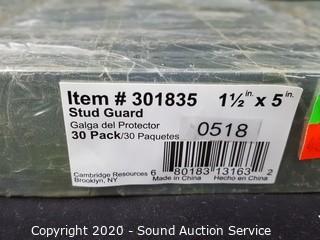 Item # 301835 1½ in. x 5 in.
Stud Guard
Galga del Protector
30 Pack/30 Paquetes
0518
Cambridge Resources
Brooklyn, NY
6 80183 13163 2
Made in China Hecho en China
Copyright 2020 - Sound Auction Service